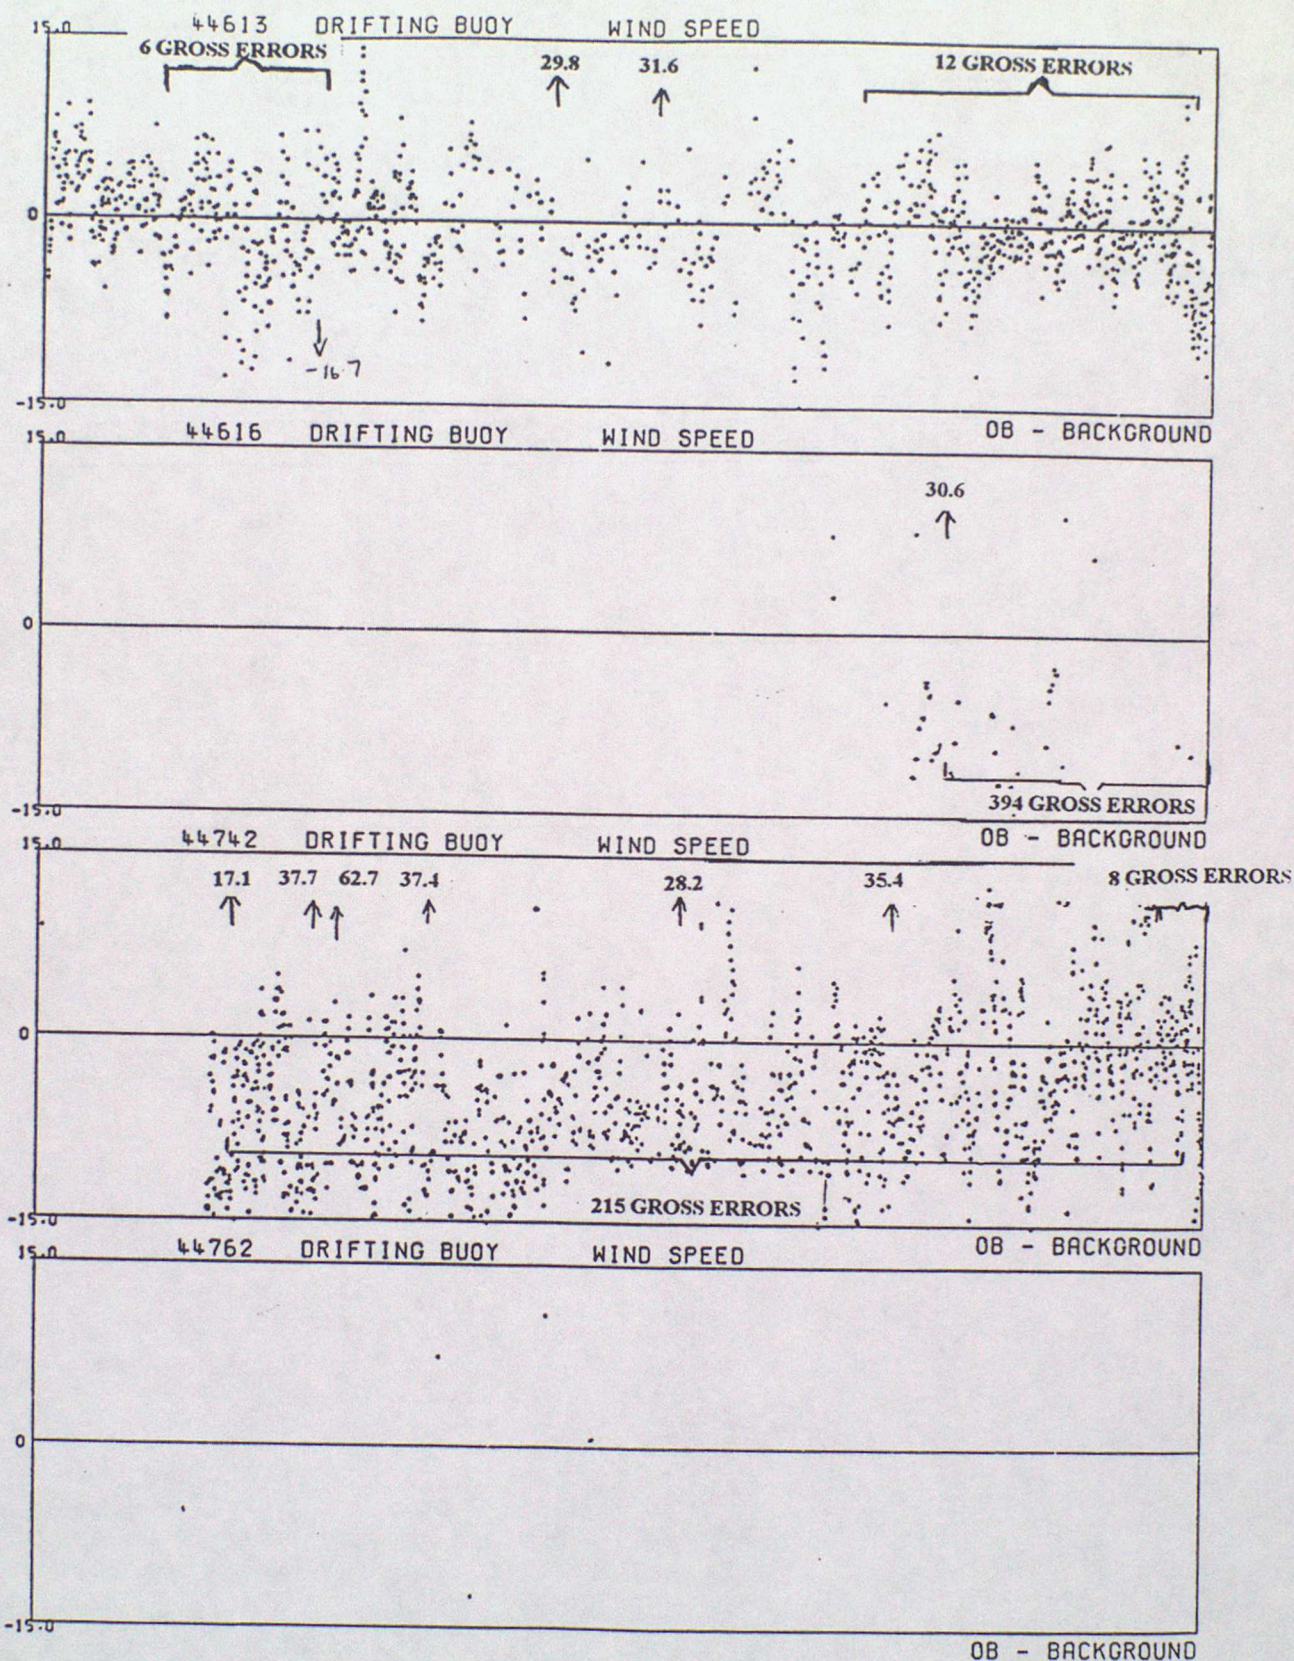 15.0 44613 DRIFTING BUOY WIND SPEED
6 GROSS ERRORS 29.8 31.6 12 GROSS ERRORS
0
-16.7
-15.0
OB - BACKGROUND
15.0 44616 DRIFTING BUOY WIND SPEED
30.6
0
394 GROSS ERRORS
-15.0
OB - BACKGROUND
15.0 44742 DRIFTING BUOY WIND SPEED
17.1 37.7 62.7 37.4 28.2 35.4 8 GROSS ERRORS
0
215 GROSS ERRORS
-15.0
OB - BACKGROUND
15.0 44762 DRIFTING BUOY WIND SPEED
0
-15.0
OB - BACKGROUND